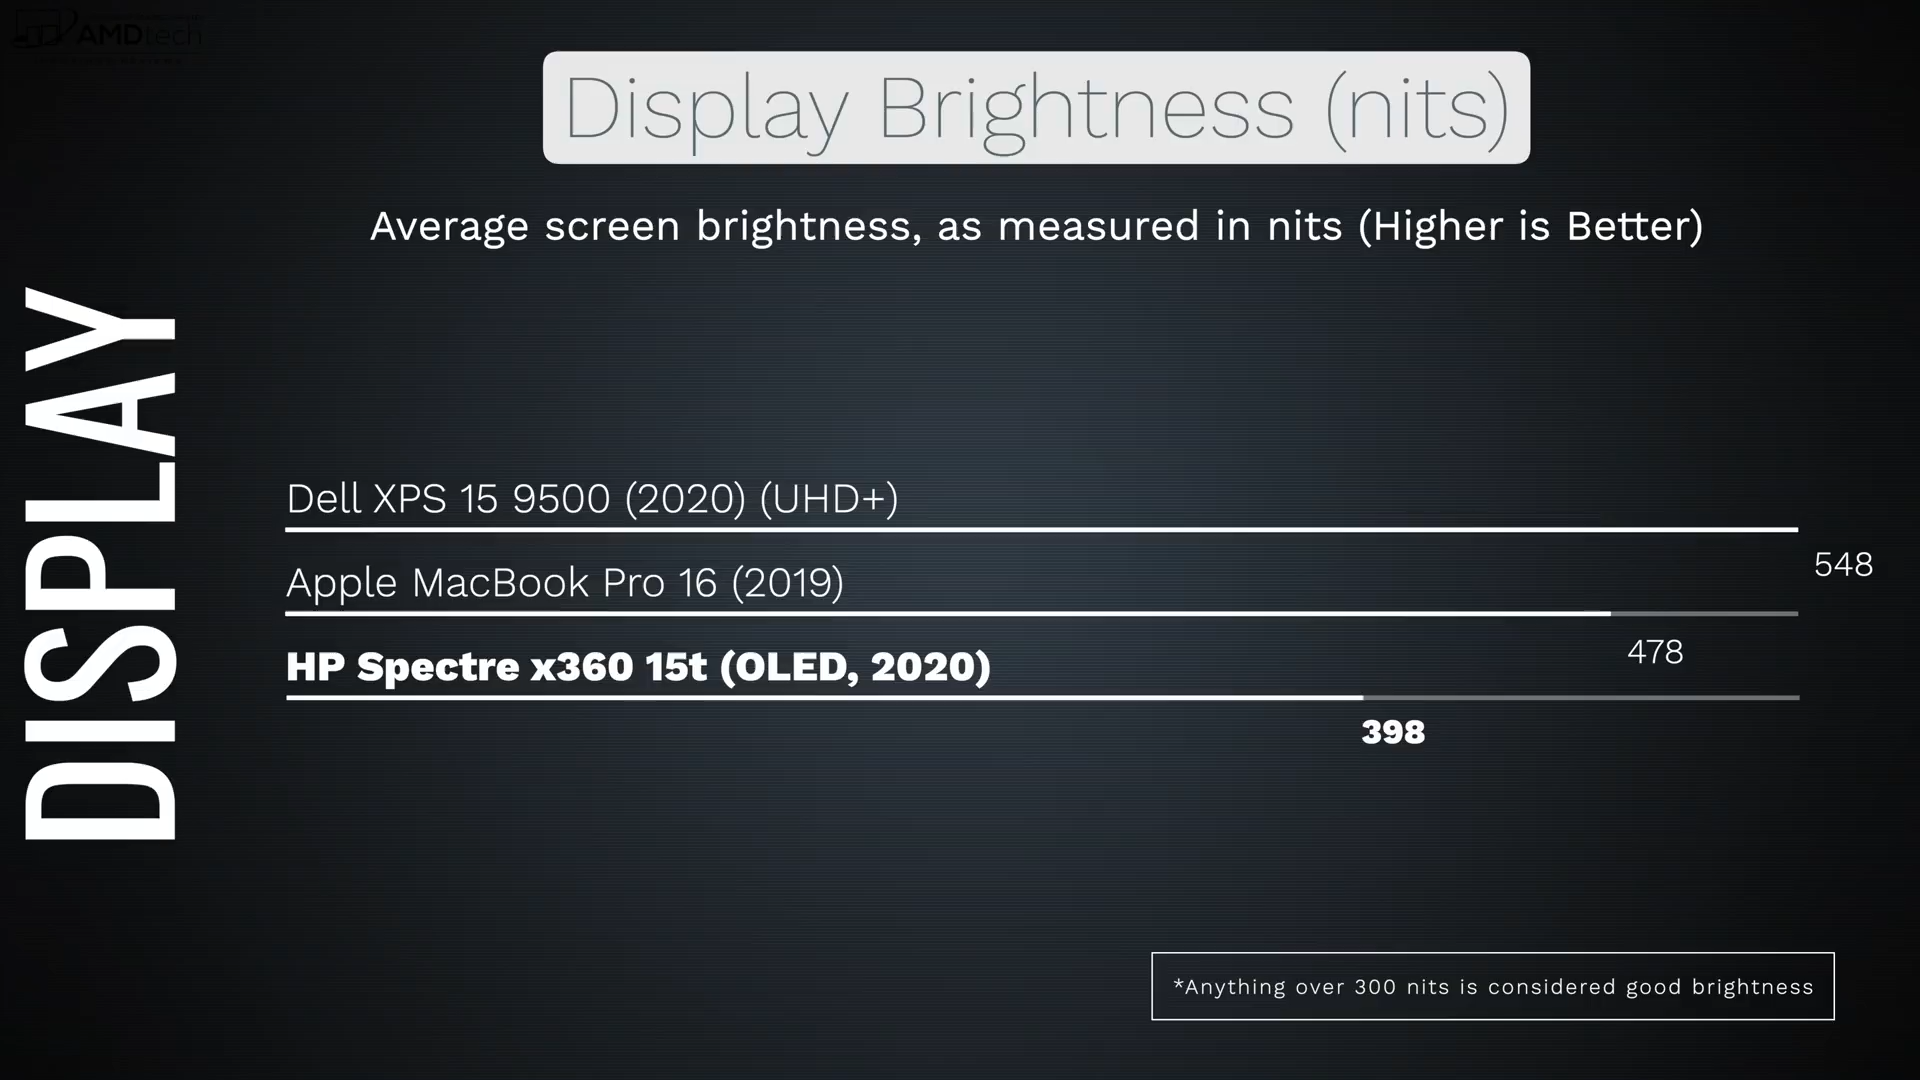 AMDtech
Display Brightness (nits)
Average screen brightness, as measured in nits (Higher is Better)
DISPLAY
Dell XPS 15 9500 (2020) (UHD+)
548
Apple MacBook Pro 16 (2019)
478
HP Spectre x360 15t (OLED, 2020)
398
*Anything over 300 nits is considered good brightness